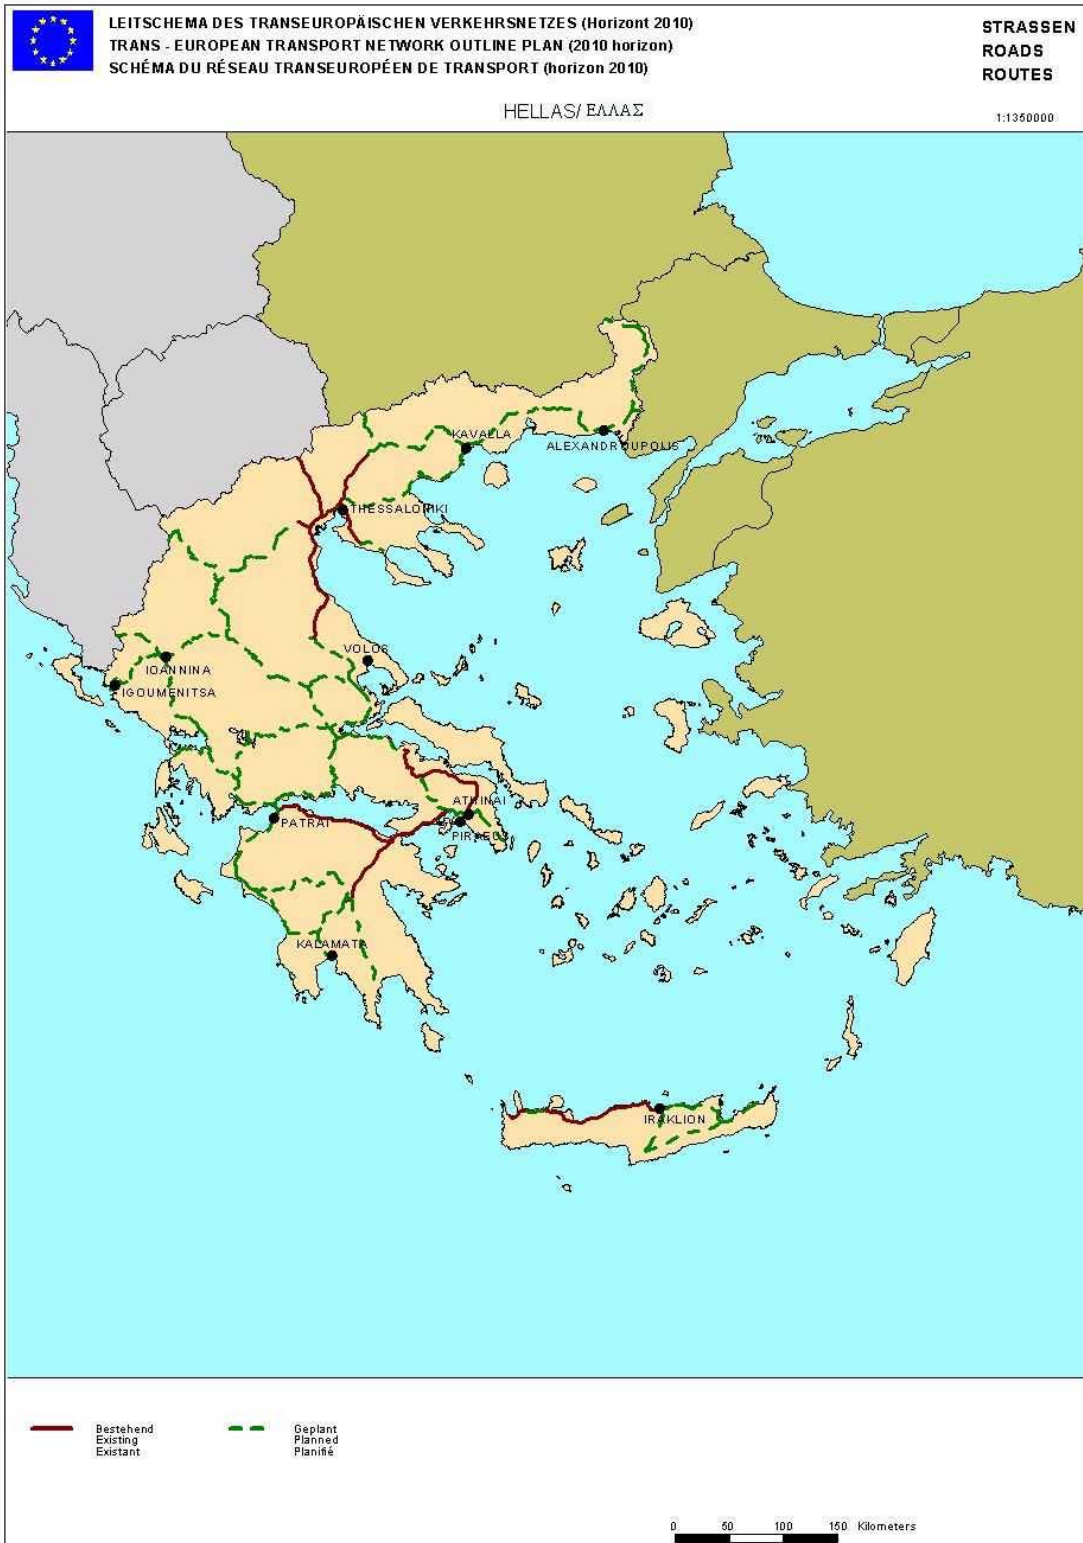 LEITSCHEMA DES TRANSEUROPÄISCHEN VERKEHRSNETZES (Horizont 2010)
TRANS - EUROPEAN TRANSPORT NETWORK OUTLINE PLAN (2010 horizon)
SCHÉMA DU RÉSEAU TRANSEUROPÉEN DE TRANSPORT (horizon 2010)
STRASSEN
ROADS
ROUTES
HELLAS/ ΕΛΛΑΣ
1:1350000
KAVALLA
ALEXANDROUPOLIS
THESSALONIKI
VOLOS
IOANNINA
IGOUMENITSA
ATHINAI
PATRAI
PIRAEUS
KALAMATA
IRAKLION
Bestehend
Existing
Existant
Geplant
Planned
Planifié
0 50 100 150 Kilometers